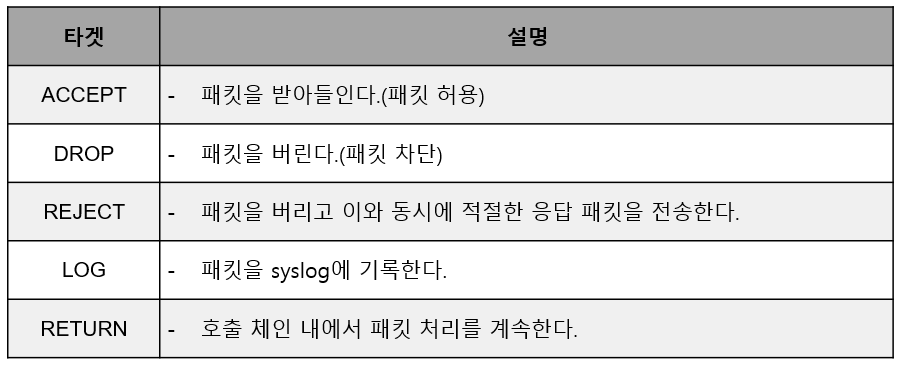 타겟 설명
ACCEPT - 패킷을 받아들인다.(패킷 허용)
DROP - 패킷을 버린다.(패킷 차단)
REJECT - 패킷을 버리고 이와 동시에 적절한 응답 패킷을 전송한다.
LOG - 패킷을 syslog에 기록한다.
RETURN - 호출 체인 내에서 패킷 처리를 계속한다.